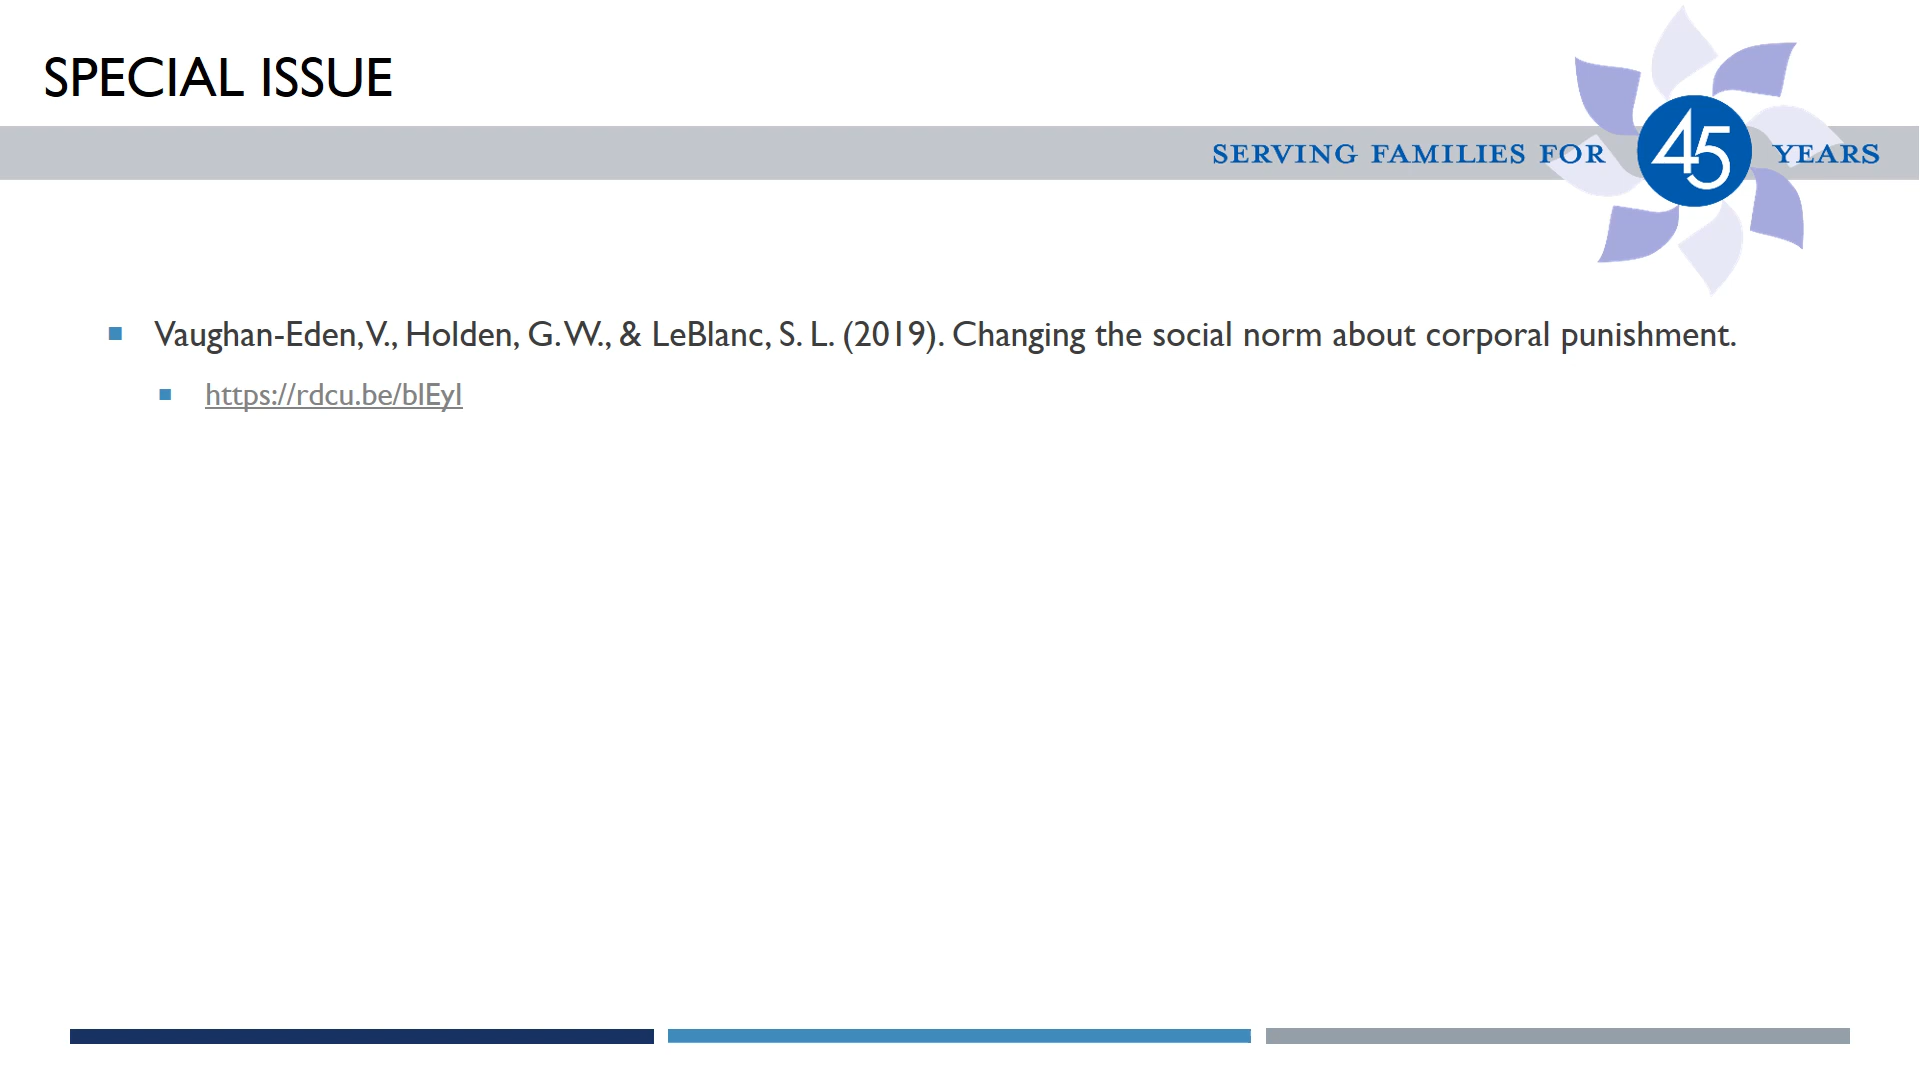 SPECIAL ISSUE
SERVING FAMILIES FOR 45 YEARS
Vaughan-Eden, V., Holden, G. W., & LeBlanc, S. L. (2019). Changing the social norm about corporal punishment.
https://rdcu.be/blEyl